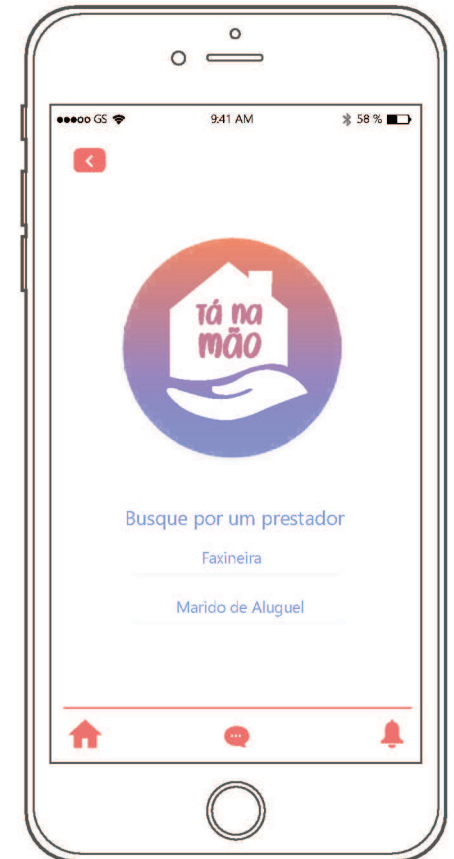 ●●●○○ GS 9:41 AM 58 %
Tá na
mão
Busque por um prestador
Faxineira
Marido de Aluguel